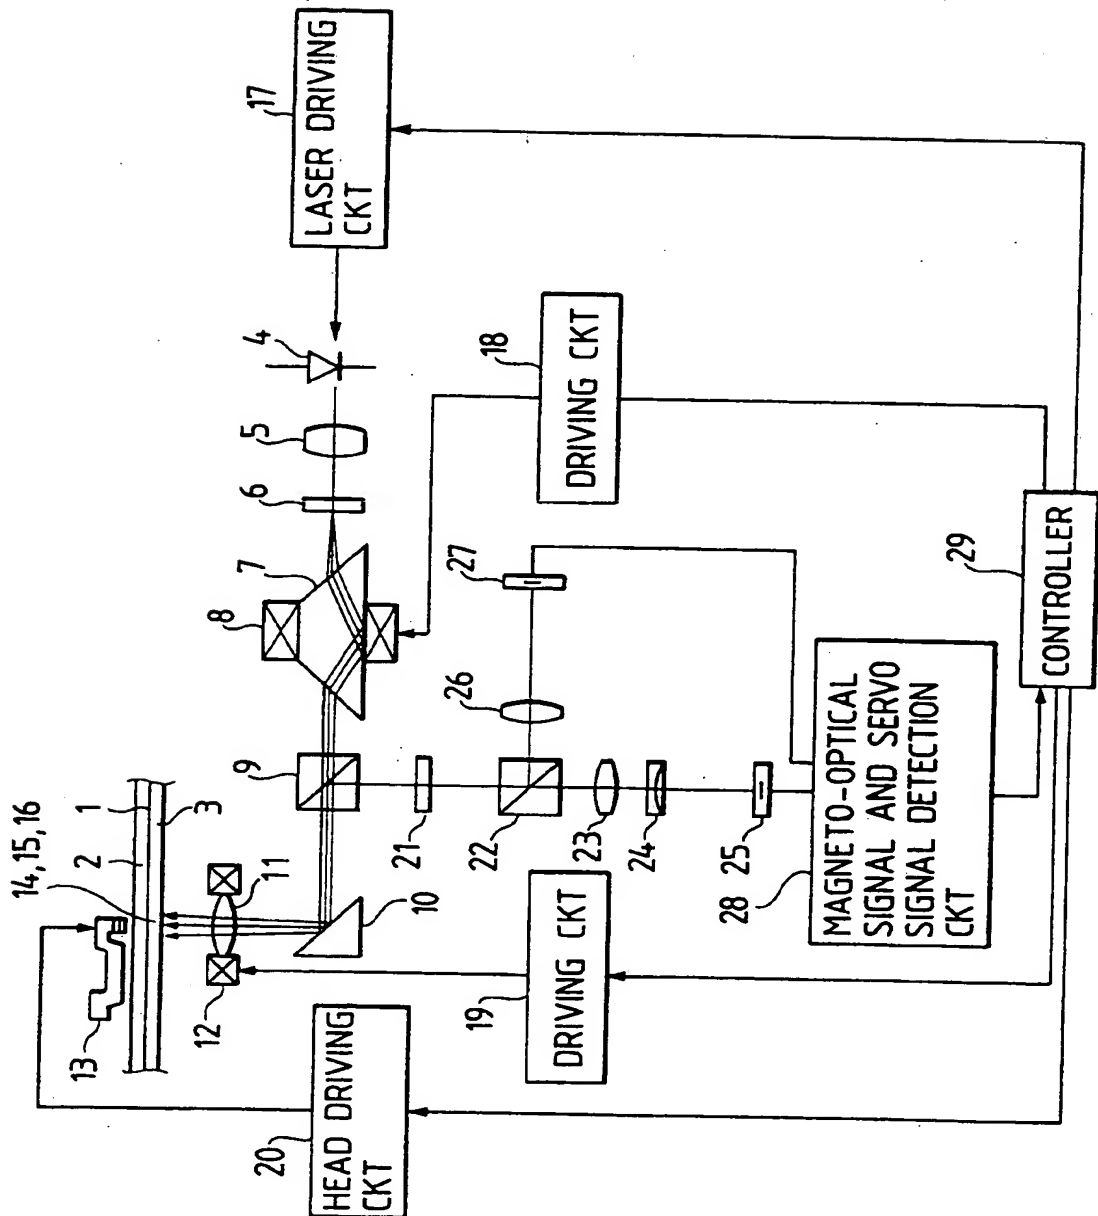 14, 15, 16
2
1
3
13
12
11
10
9
8
7
6
5
4
17
LASER DRIVING
CKT
18
DRIVING CKT
27
26
21
22
23
24
25
19
DRIVING CKT
20
HEAD DRIVING
CKT
28
MAGNETO-OPTICAL
SIGNAL AND SERVO
SIGNAL DETECTION
CKT
29
CONTROLLER